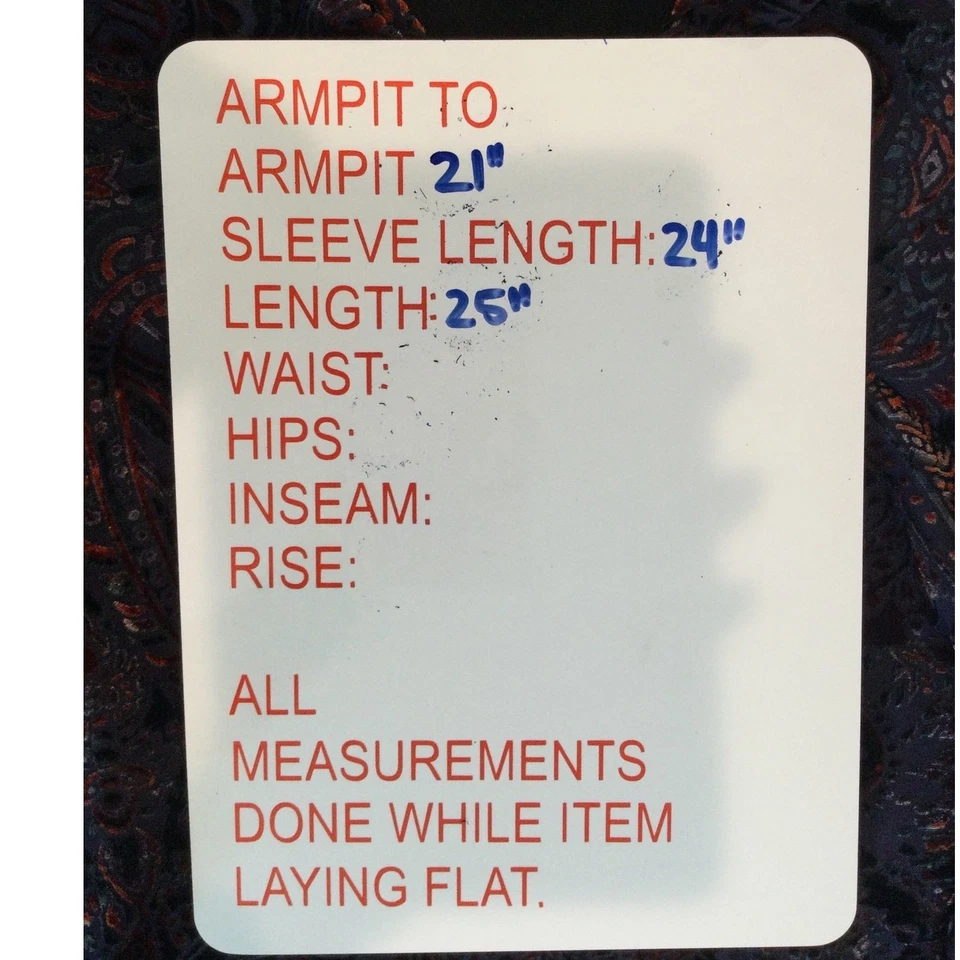 ARMPIT TO
ARMPIT 21"
SLEEVE LENGTH: 24"
LENGTH: 25"
WAIST:
HIPS:
INSEAM:
RISE:
ALL
MEASUREMENTS
DONE WHILE ITEM
LAYING FLAT.